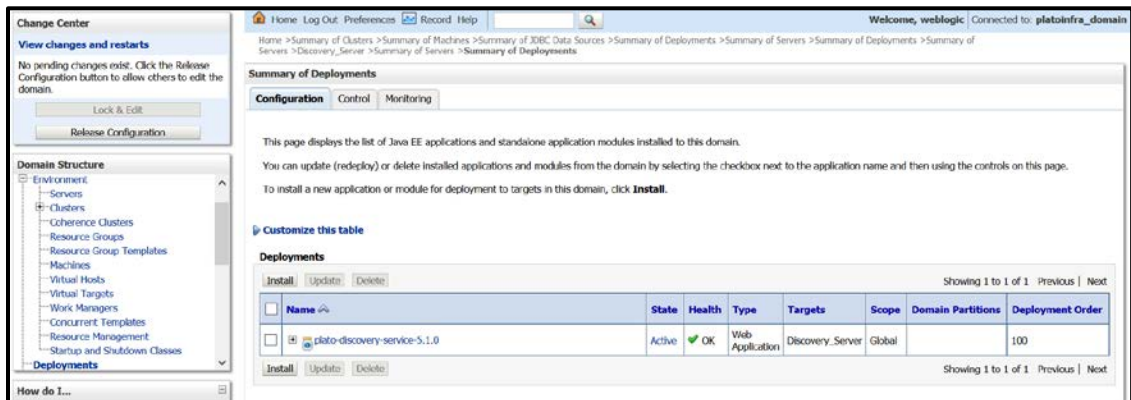 Change Center
View changes and restarts
No pending changes exist. Click the Release
Configuration button to allow others to edit the
domain.
Lock & Edit
Release Configuration
Domain Structure
Environment
Servers
Clusters
Coherence Clusters
Resource Groups
Resource Group Templates
Machines
Virtual Hosts
Virtual Targets
Work Managers
Concurrent Templates
Resource Management
Startup and Shutdown Classes
Deployments
How do I...
Home Log Out Preferences Record Help
Welcome, weblogic Connected to: platoinfra_domain
Home >Summary of Clusters >Summary of Machines >Summary of JDBC Data Sources >Summary of Deployments >Summary of Servers >Summary of Deployments >Summary of
Servers >Discovery_Server >Summary of Servers >Summary of Deployments
Summary of Deployments
Configuration Control Monitoring
This page displays the list of Java EE applications and standalone application modules installed to this domain.
You can update (redeploy) or delete installed applications and modules from the domain by selecting the checkbox next to the application name and then using the controls on this page.
To install a new application or module for deployment to targets in this domain, click Install.
Customize this table
Deployments
Install Update Delete Showing 1 to 1 of 1 Previous | Next
Name State Health Type Targets Scope Domain Partitions Deployment Order
plato-discovery-service-5.1.0 Active OK Web Application Discovery_Server Global 100
Install Update Delete Showing 1 to 1 of 1 Previous | Next